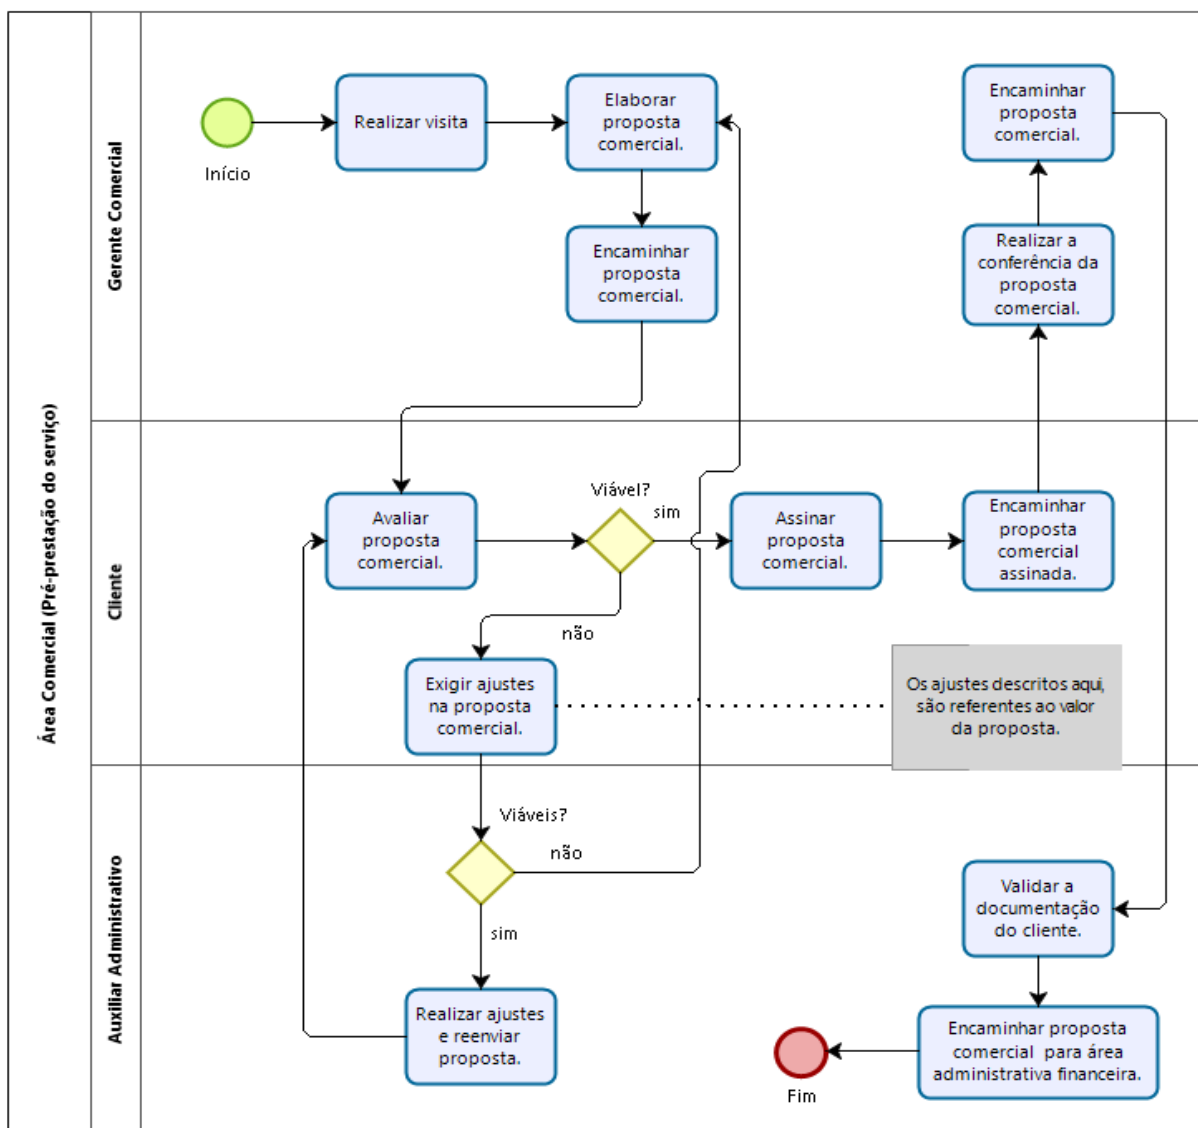 Área Comercial (Pré-prestação do serviço)
Gerente Comercial
Início
Realizar visita
Elaborar
proposta
comercial.
Encaminhar
proposta
comercial.
Encaminhar
proposta
comercial.
Realizar a
conferência da
proposta
comercial.
Cliente
Avaliar
proposta
comercial.
Viável?
sim
não
Assinar
proposta
comercial.
Encaminhar
proposta
comercial
assinada.
Exigir ajustes
na proposta
comercial.
Os ajustes descritos aqui,
são referentes ao valor
da proposta.
Auxiliar Administrativo
Viáveis?
não
sim
Realizar ajustes
e reenviar
proposta.
Validar a
documentação
do cliente.
Encaminhar proposta
comercial para área
administrativa financeira.
Fim